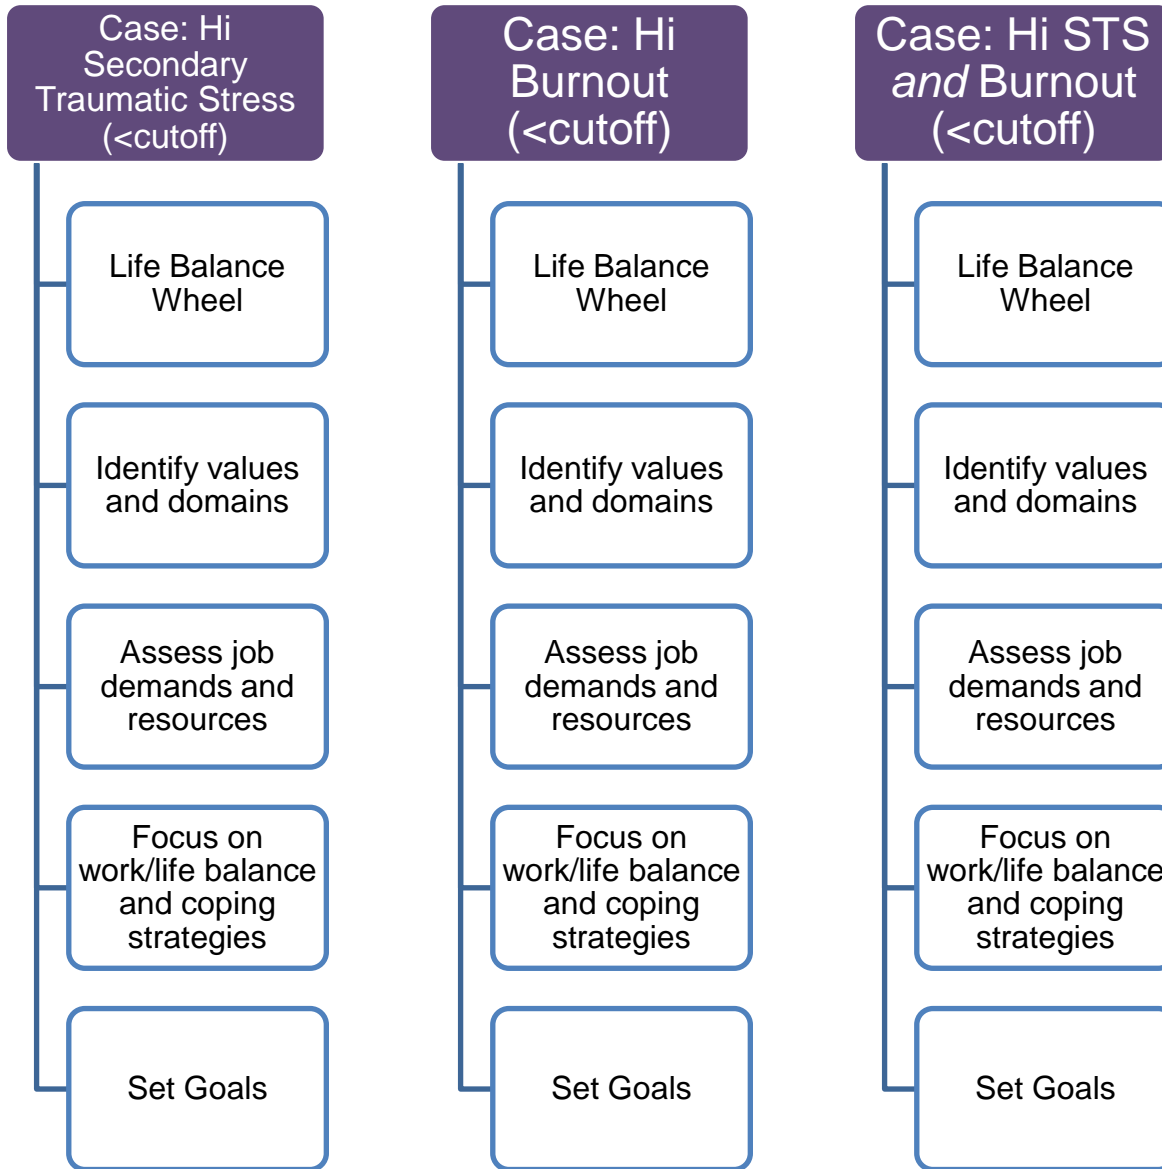 Case: Hi
Secondary
Traumatic Stress
(<cutoff)
Life Balance
Wheel
Identify values
and domains
Assess job
demands and
resources
Focus on
work/life balance
and coping
strategies
Set Goals
Case: Hi
Burnout
(<cutoff)
Life Balance
Wheel
Identify values
and domains
Assess job
demands and
resources
Focus on
work/life balance
and coping
strategies
Set Goals
Case: Hi STS
and Burnout
(<cutoff)
Life Balance
Wheel
Identify values
and domains
Assess job
demands and
resources
Focus on
work/life balance
and coping
strategies
Set Goals